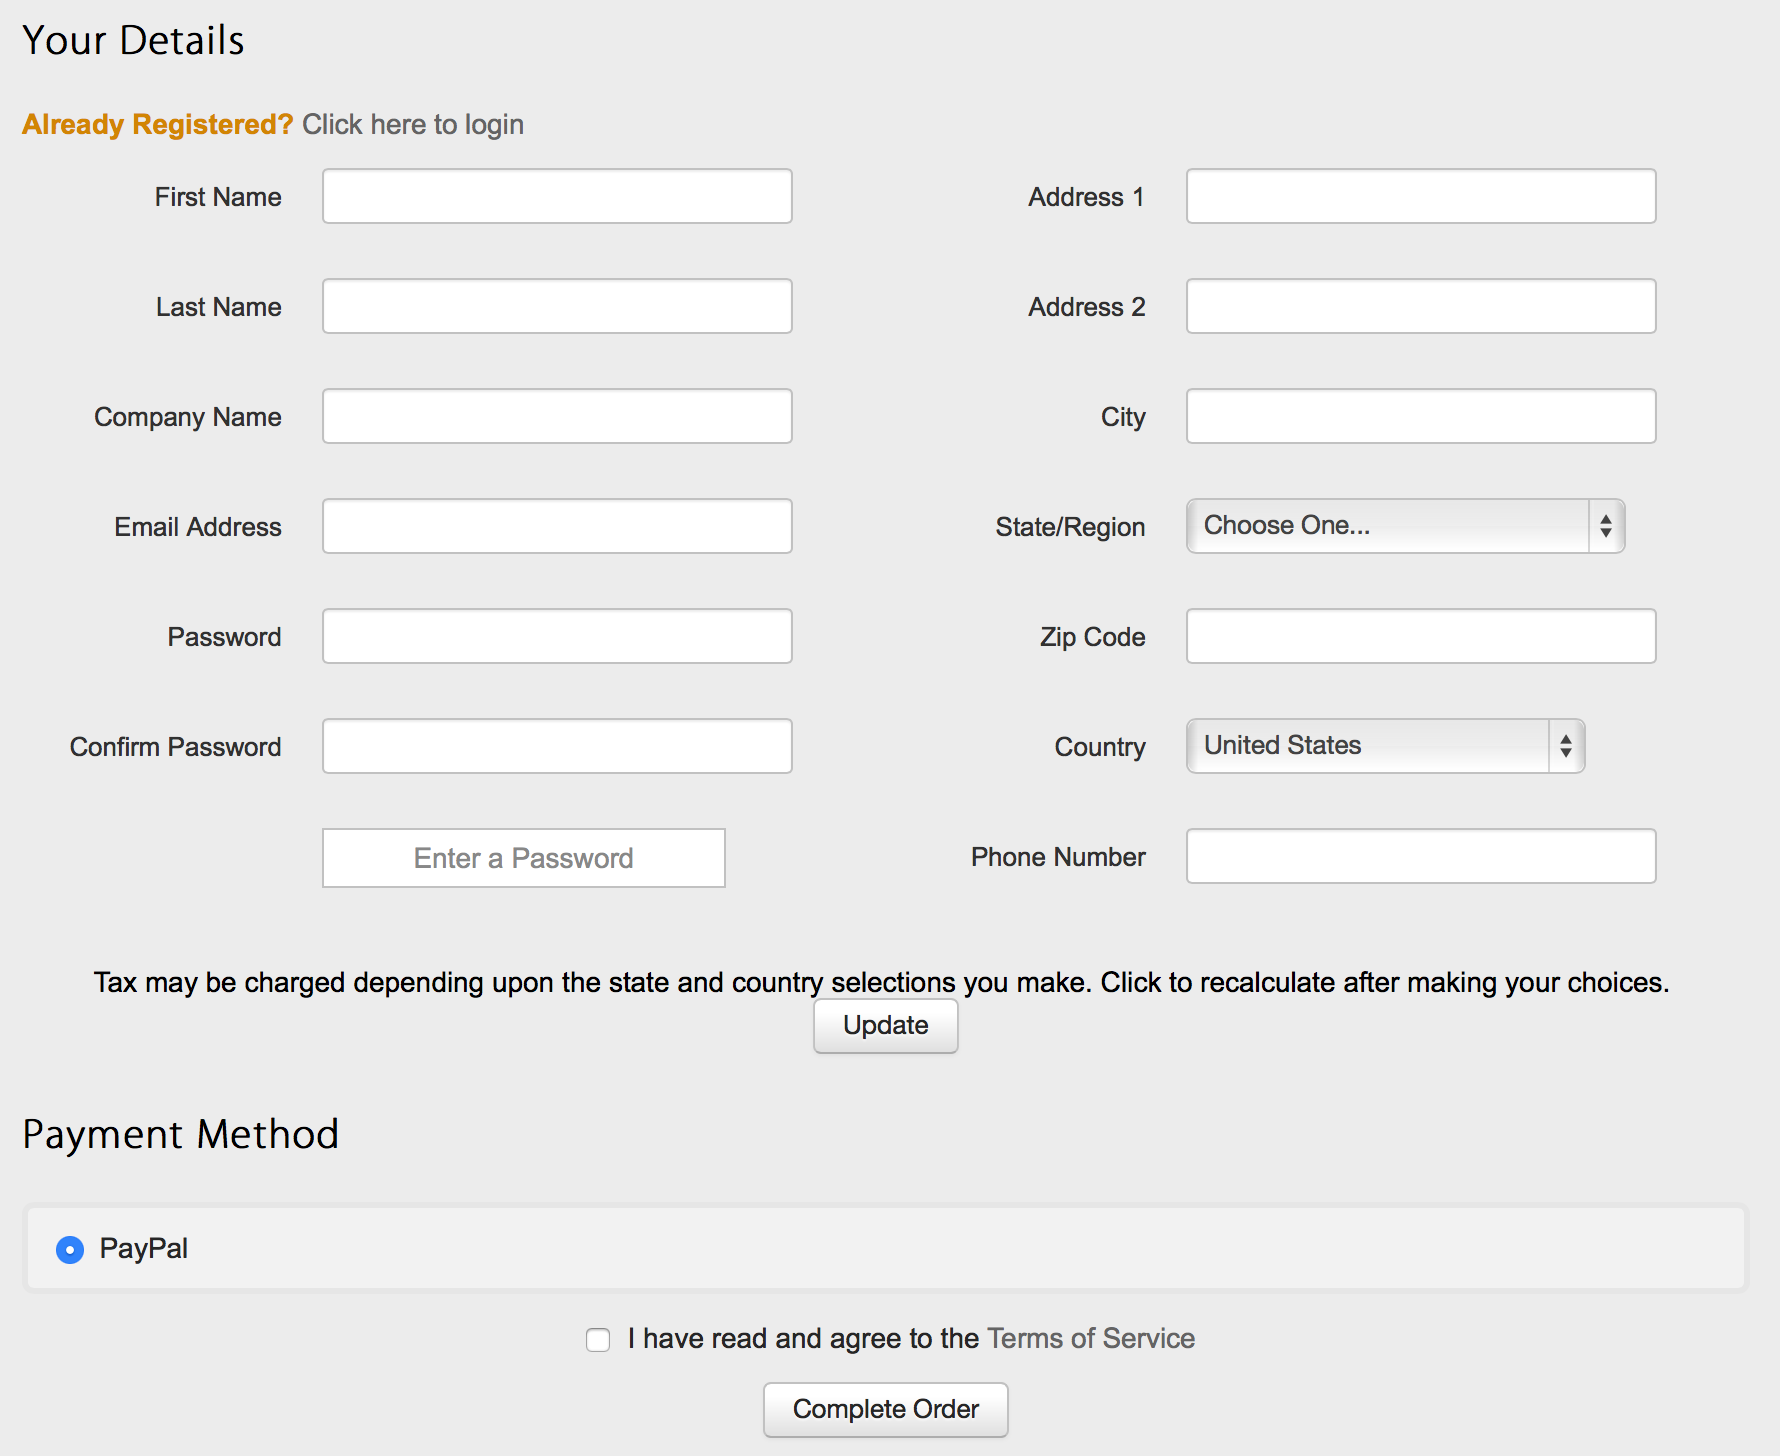 Your Details
Already Registered? Click here to login
First Name
Last Name
Company Name
Email Address
Password
Confirm Password
Enter a Password
Address 1
Address 2
City
State/Region
Choose One...
Zip Code
Country
United States
Phone Number
Tax may be charged depending upon the state and country selections you make. Click to recalculate after making your choices.
Update
Payment Method
PayPal
I have read and agree to the Terms of Service
Complete Order